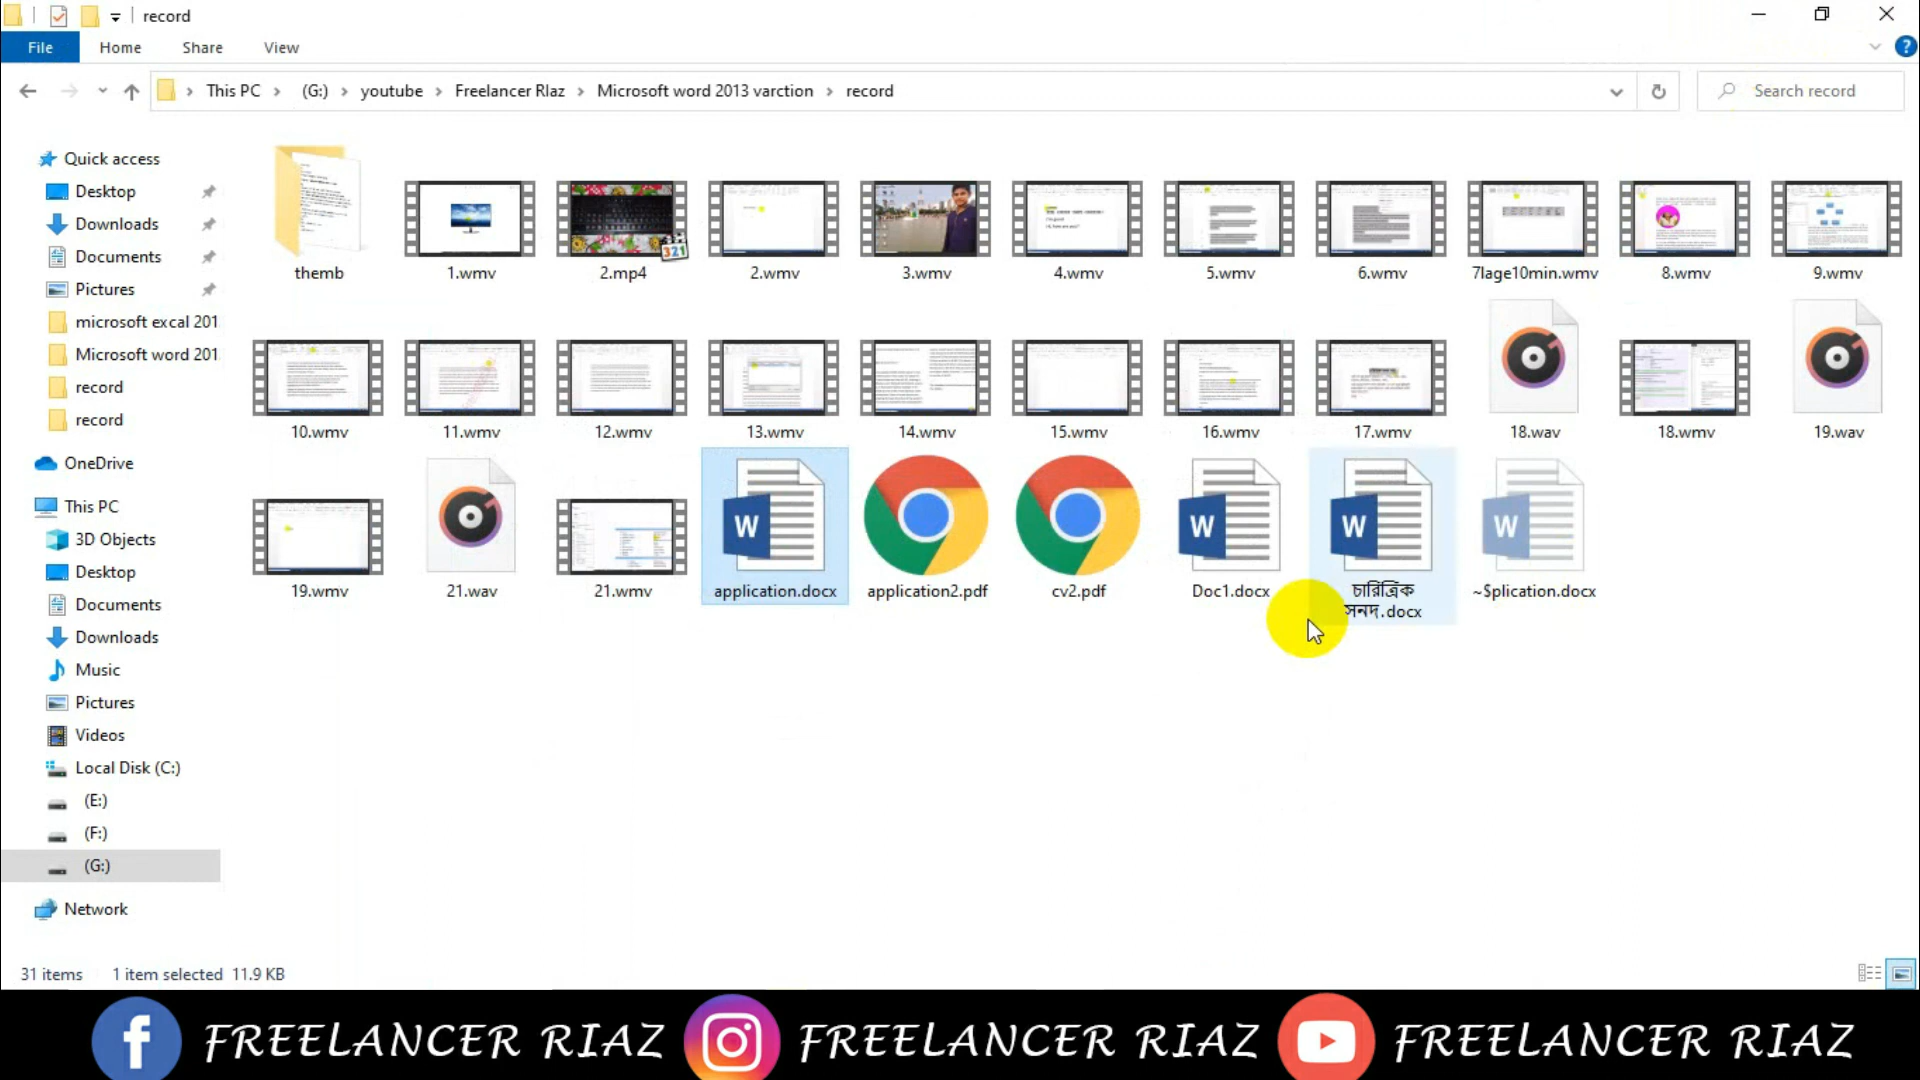 record
File Home Share View
This PC (G:) youtube Freelancer RIaz Microsoft word 2013 varction record
Search record
Quick access
Desktop
Downloads
Documents
Pictures
microsoft excal 201
Microsoft word 201
record
record
OneDrive
This PC
3D Objects
Desktop
Documents
Downloads
Music
Pictures
Videos
Local Disk (C:)
(E:)
(F:)
(G:)
Network
themb 1.wmv 2.mp4 2.wmv 3.wmv 4.wmv 5.wmv 6.wmv 7lage10min.wmv 8.wmv 9.wmv
10.wmv 11.wmv 12.wmv 13.wmv 14.wmv 15.wmv 16.wmv 17.wmv 18.wav 18.wmv 19.wav
19.wmv 21.wav 21.wmv application.docx application2.pdf cv2.pdf Doc1.docx চারিত্রিক সনদ.docx ~$plication.docx
31 items 1 item selected 11.9 KB
FREELANCER RIAZ FREELANCER RIAZ FREELANCER RIAZ